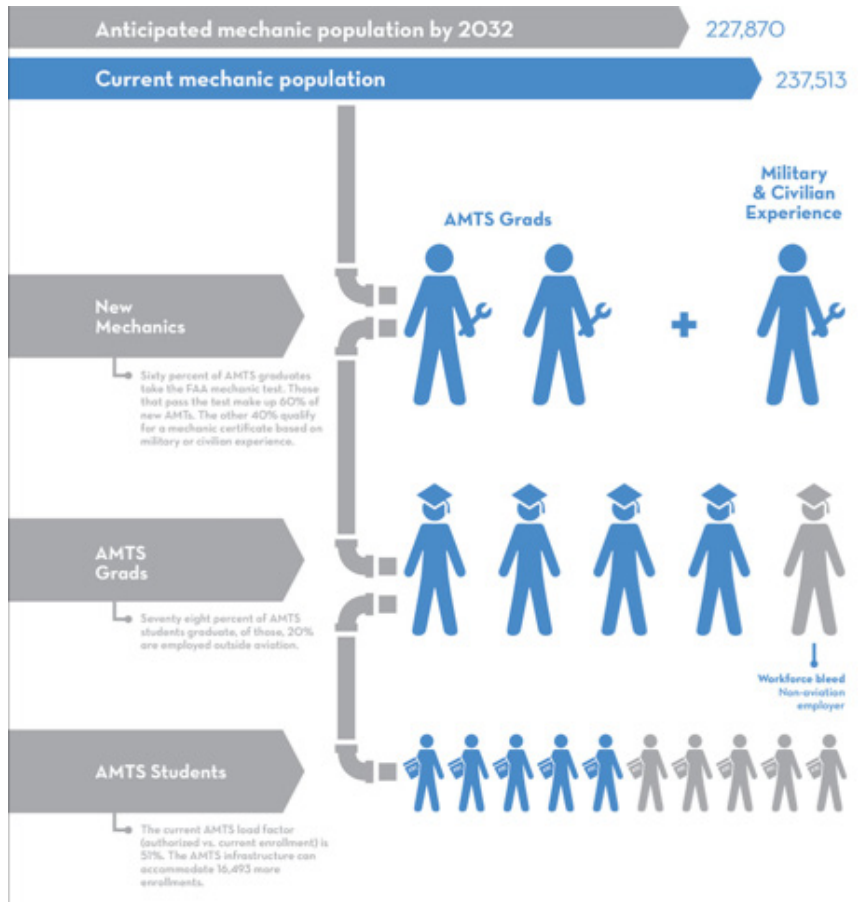 Anticipated mechanic population by 2032
227,870
Current mechanic population
237,513
Military
& Civilian
Experience
AMTS Grads
New
Mechanics
Sixty percent of AMTS graduates
take the FAA mechanic test. Those
that pass the test make up 60% of
new AMTs. The other 40% qualify
for a mechanic certificate based on
military or civilian experience.
AMTS
Grads
Seventy eight percent of AMTS
students graduate, of those, 20%
are employed outside aviation.
Workforce bleed
Non-aviation
employer
AMTS Students
The current AMTS load factor
(authorized vs. current enrollment) is
51%. The AMTS infrastructure can
accommodate 16,493 more
enrollments.